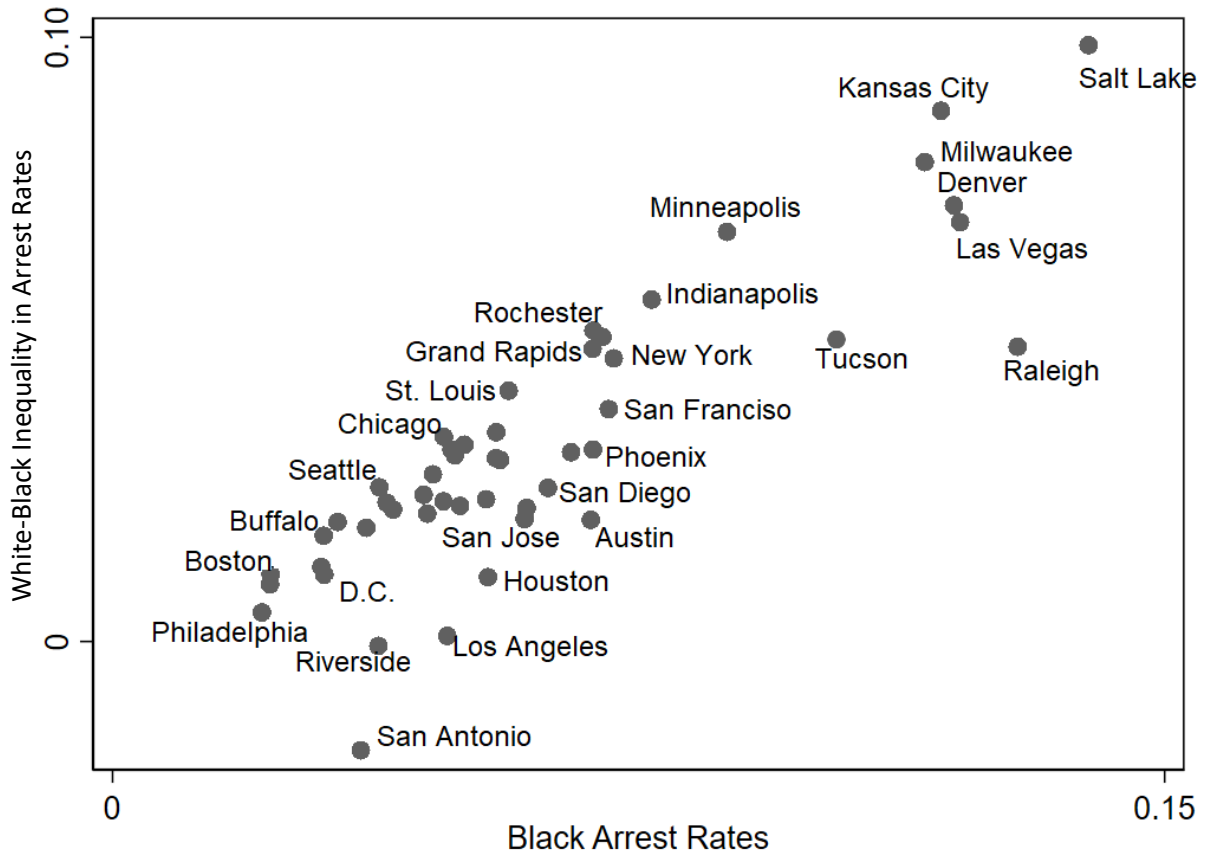 0.10
Salt Lake
Kansas City
Milwaukee
Denver
Minneapolis
Las Vegas
White-Black Inequality in Arrest Rates
Indianapolis
Rochester
Grand Rapids
New York
Tucson
Raleigh
St. Louis
San Franciso
Chicago
Phoenix
Seattle
San Diego
Buffalo
San Jose
Austin
Boston
Houston
D.C.
Philadelphia
0
Los Angeles
Riverside
San Antonio
0
0.15
Black Arrest Rates